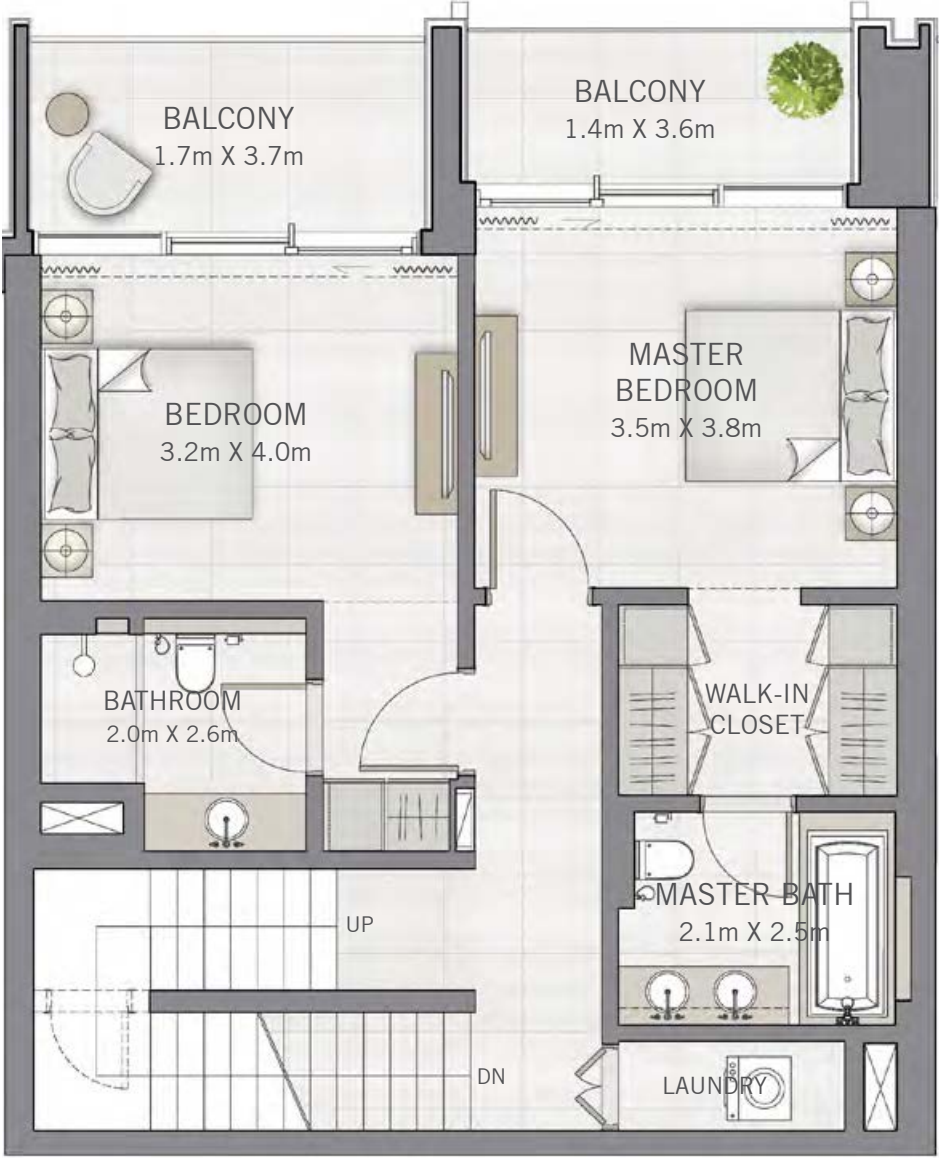 BALCONY
1.7m X 3.7m
BALCONY
1.4m X 3.6m
BEDROOM
3.2m X 4.0m
MASTER
BEDROOM
3.5m X 3.8m
BATHROOM
2.0m X 2.6m
WALK-IN
CLOSET
MASTER BATH
2.1m X 2.5m
UP
DN
LAUNDRY